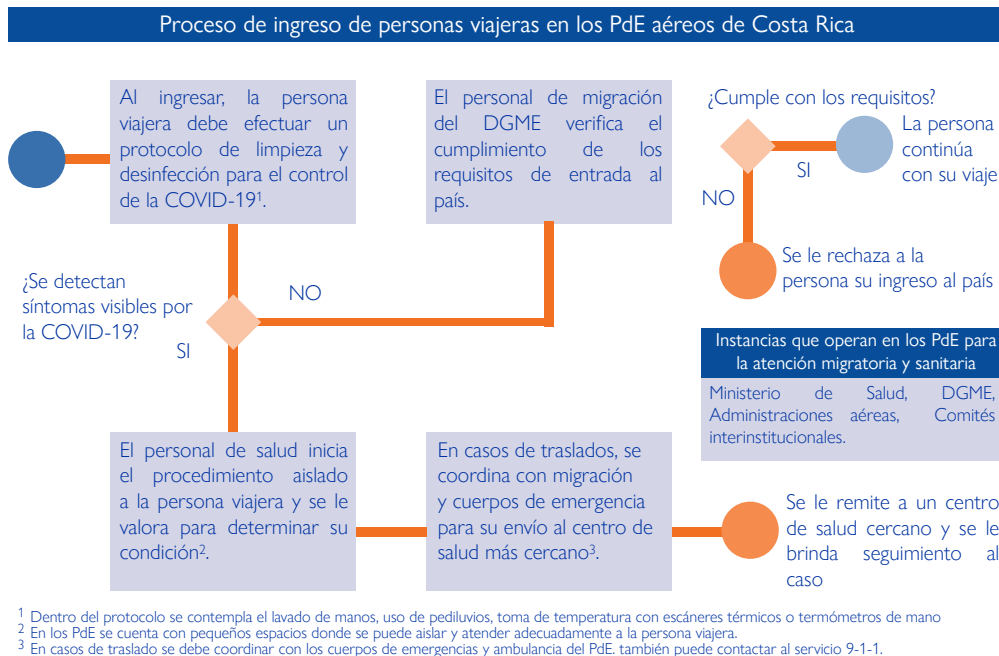 Proceso de ingreso de personas viajeras en los PdE aéreos de Costa Rica
Al ingresar, la persona
viajera debe efectuar un
protocolo de limpieza y
desinfección para el control
de la COVID-19¹.
El personal de migración
del DGME verifica el
cumplimiento de los
requisitos de entrada al
país.
¿Cumple con los requisitos?
La persona
continúa
con su viaje
SI
NO
Se le rechaza a la
persona su ingreso al país
¿Se detectan
síntomas visibles por
la COVID-19?
NO
SI
Instancias que operan en los PdE para
la atención migratoria y sanitaria
Ministerio de Salud, DGME,
Administraciones aéreas, Comités
interinstitucionales.
El personal de salud inicia
el procedimiento aislado
a la persona viajera y se le
valora para determinar su
condición².
En casos de traslados, se
coordina con migración
y cuerpos de emergencia
para su envío al centro de
salud más cercano³.
Se le remite a un centro
de salud cercano y se le
brinda seguimiento al
caso
¹ Dentro del protocolo se contempla el lavado de manos, uso de pediluvios, toma de temperatura con escáneres térmicos o termómetros de mano
² En los PdE se cuenta con pequeños espacios donde se puede aislar y atender adecuadamente a la persona viajera.
³ En casos de traslado se debe coordinar con los cuerpos de emergencias y ambulancia del PdE. también puede contactar al servicio 9-1-1.